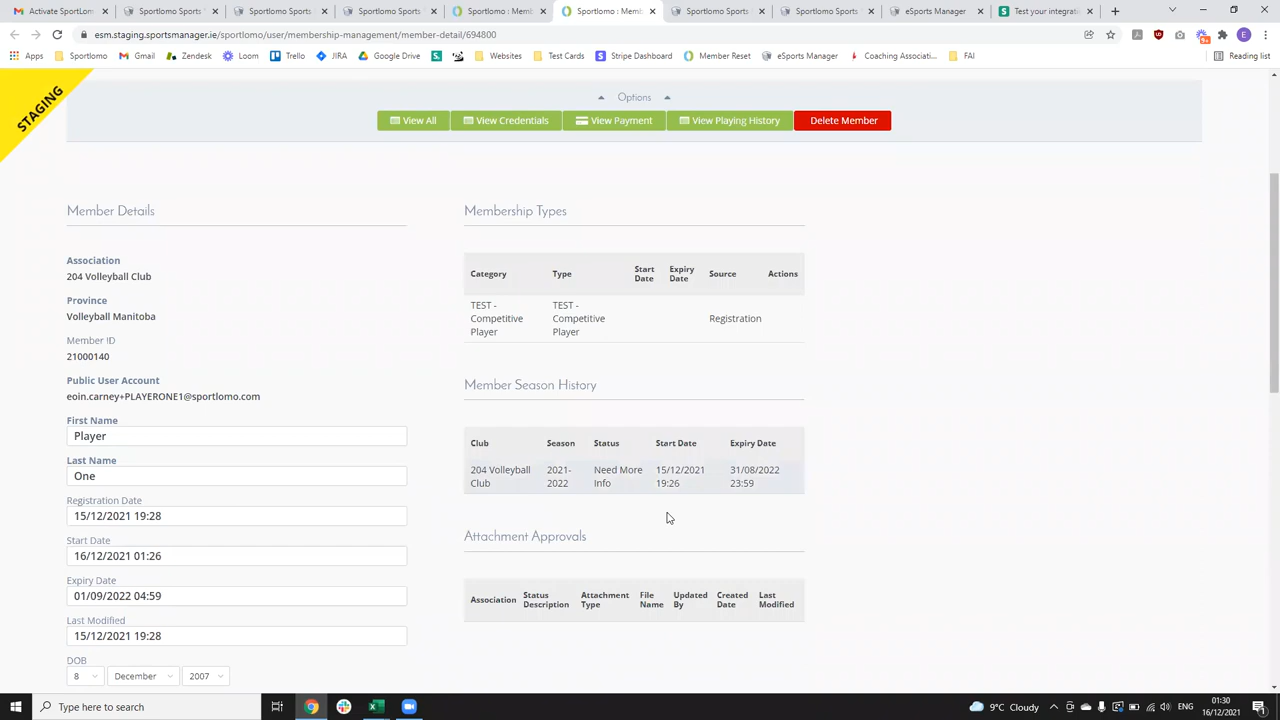 Activate SportLom
Sportlomo Sports
Sportlomo Sports
Sportlomo Sports
Sportlomo : Memb
Sportlomo : Memb
Sportlomo Sports
Sportlomo Sports
eSports Manager
Test your integrati
esm.staging.sportsmanager.ie/sportlomo/user/membership-management/member-detail/694800
Apps
Sportlomo
Gmail
Zendesk
Loom
Trello
JIRA
Google Drive
Websites
Test Cards
Stripe Dashboard
Member Reset
eSports Manager
Coaching Associati...
FAI
Reading list
STAGING
Options
View All
View Credentials
View Payment
View Playing History
Delete Member
Member Details
Association
204 Volleyball Club
Province
Volleyball Manitoba
Member ID
21000140
Public User Account
eoin.carney+PLAYERONE1@sportlomo.com
First Name
Player
Last Name
One
Registration Date
15/12/2021 19:28
Start Date
16/12/2021 01:26
Expiry Date
01/09/2022 04:59
Last Modified
15/12/2021 19:28
DOB
8 December 2007
Membership Types
Category Type Start Date Expiry Date Source Actions
TEST - Competitive Player TEST - Competitive Player Registration
Member Season History
Club Season Status Start Date Expiry Date
204 Volleyball Club 2021-2022 Need More Info 15/12/2021 19:26 31/08/2022 23:59
Attachment Approvals
Association Status Description Attachment Type File Name Updated By Created Date Last Modified
Type here to search
9°C Cloudy
ENG
01:30
16/12/2021